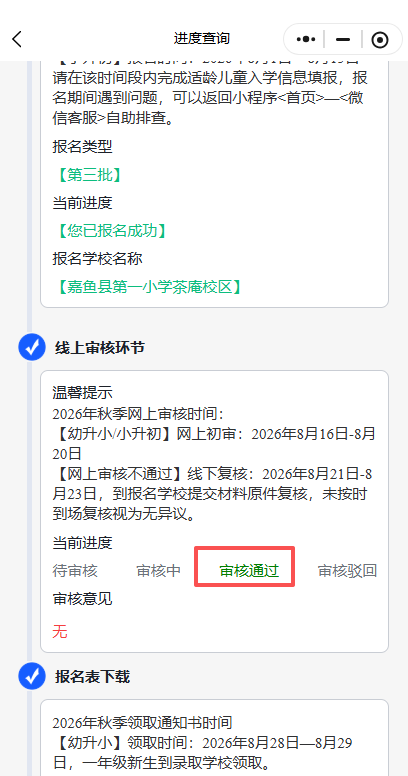 进度查询
请在该时间段内完成适龄儿童入学信息填报，报
名期间遇到问题，可以返回小程序<首页>—<微
信客服>自助排查。
报名类型
【第三批】
当前进度
【您已报名成功】
报名学校名称
【嘉鱼县第一小学茶庵校区】
线上审核环节
温馨提示
2026年秋季网上审核时间：
【幼升小/小升初】网上初审：2026年8月16日-8月
20日
【网上审核不通过】线下复核：2026年8月21日-8
月23日，到报名学校提交材料原件复核，未按时
到场复核视为无异议。
当前进度
待审核 审核中 审核通过 审核驳回
审核意见
无
报名表下载
2026年秋季领取通知书时间
【幼升小】领取时间：2026年8月28日—8月29
日，一年级新生到录取学校领取。